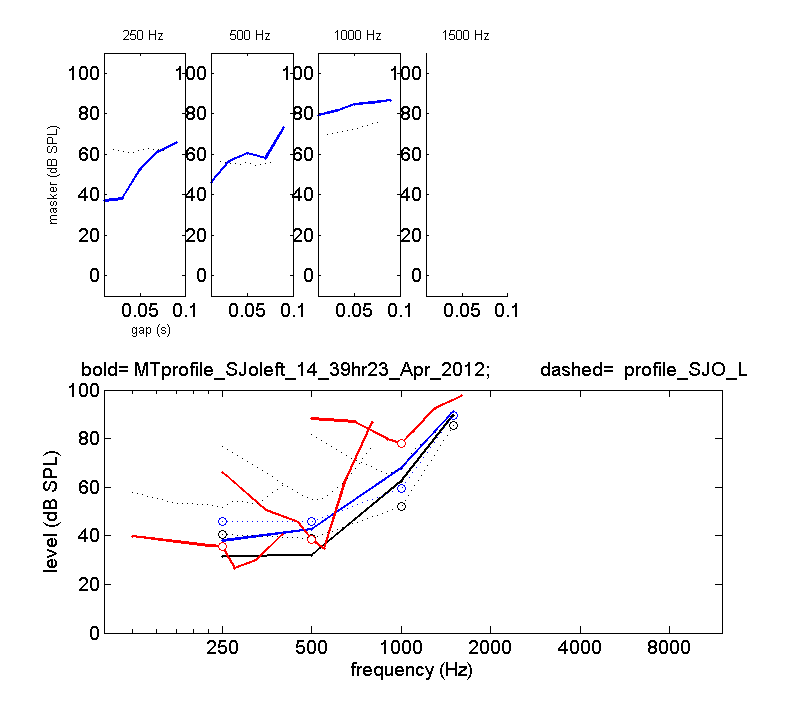 250 Hz 500 Hz 1000 Hz 1500 Hz
100 100 100 100
80 80 80 80
60 60 60 60
40 40 40 40
20 20 20 20
0 0 0 0
masker (dB SPL)
0.05 0.1 0.05 0.1 0.05 0.1 0.05 0.1
gap (s)
bold= MTprofile_SJoleft_14_39hr23_Apr_2012; dashed= profile_SJO_L
100
80
60
40
20
0
level (dB SPL)
250 500 1000 2000 4000 8000
frequency (Hz)